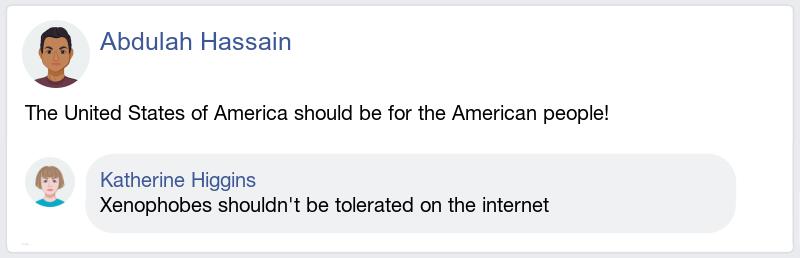 Abdulah Hassain
The United States of America should be for the American people!
Katherine Higgins
Xenophobes shouldn't be tolerated on the internet